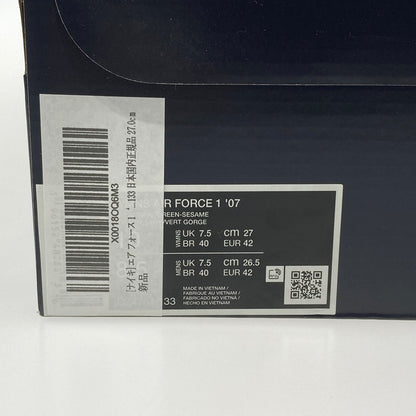 [ナイキ] エア フォース 1 '_133 日本国内正規品 27.0cm
新品
X0018OQ6M3
AIR FORCE 1 '07
REEN-SESAME
VERT GORGE
WMNS
UK 7.5 cm 27
BR 40 EUR 42
MENS
UK 7.5 cm 26.5
BR 40 EUR 42
33
MADE IN VIETNAM /
FABRIQUÉ AU VIETNAM /
FABRICADO NO VIETNÃ /
HECHO EN VIETNAM